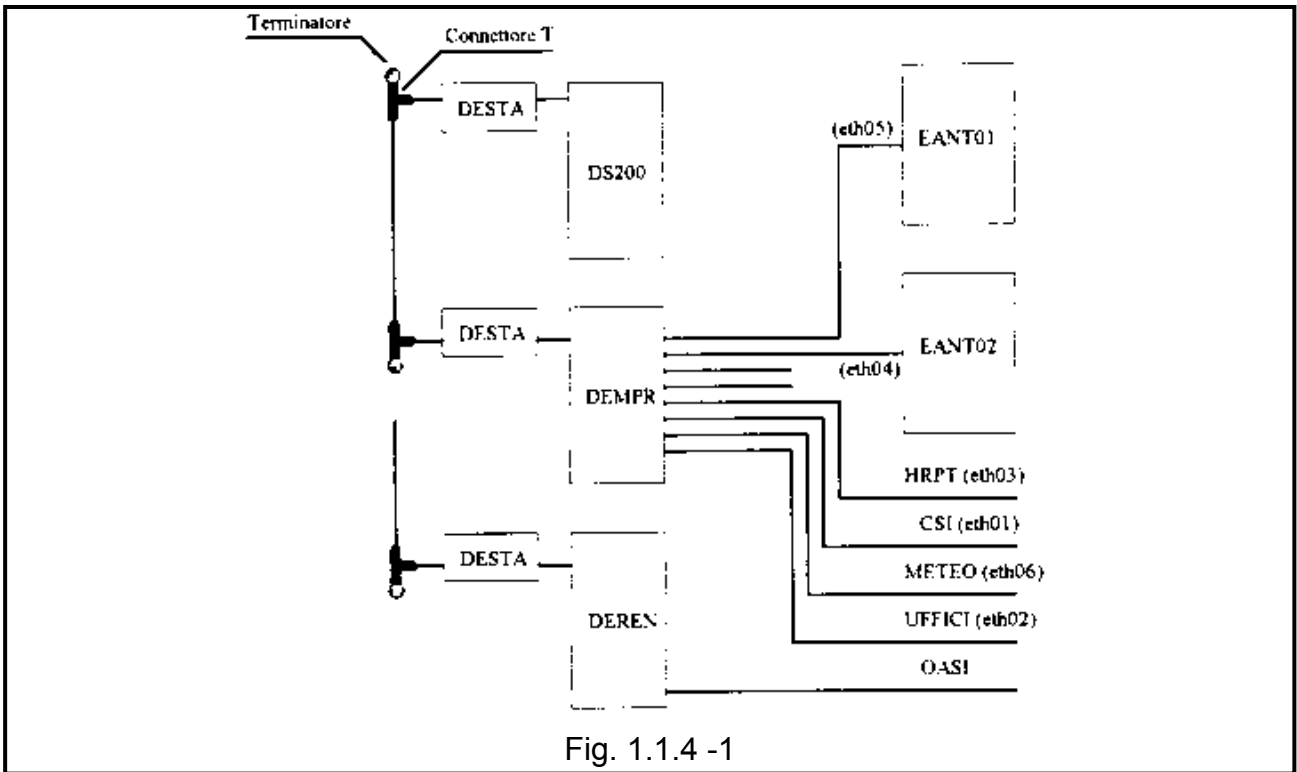 Terminatore
Connettore T
DESTA
DS200
(eth05)
EANT01
DESTA
DEMPR
(eth04)
EANT02
HRPT (eth03)
CSI (eth01)
METEO (eth06)
UFFICI (eth02)
DESTA
DEREN
OASI
Fig. 1.1.4 -1